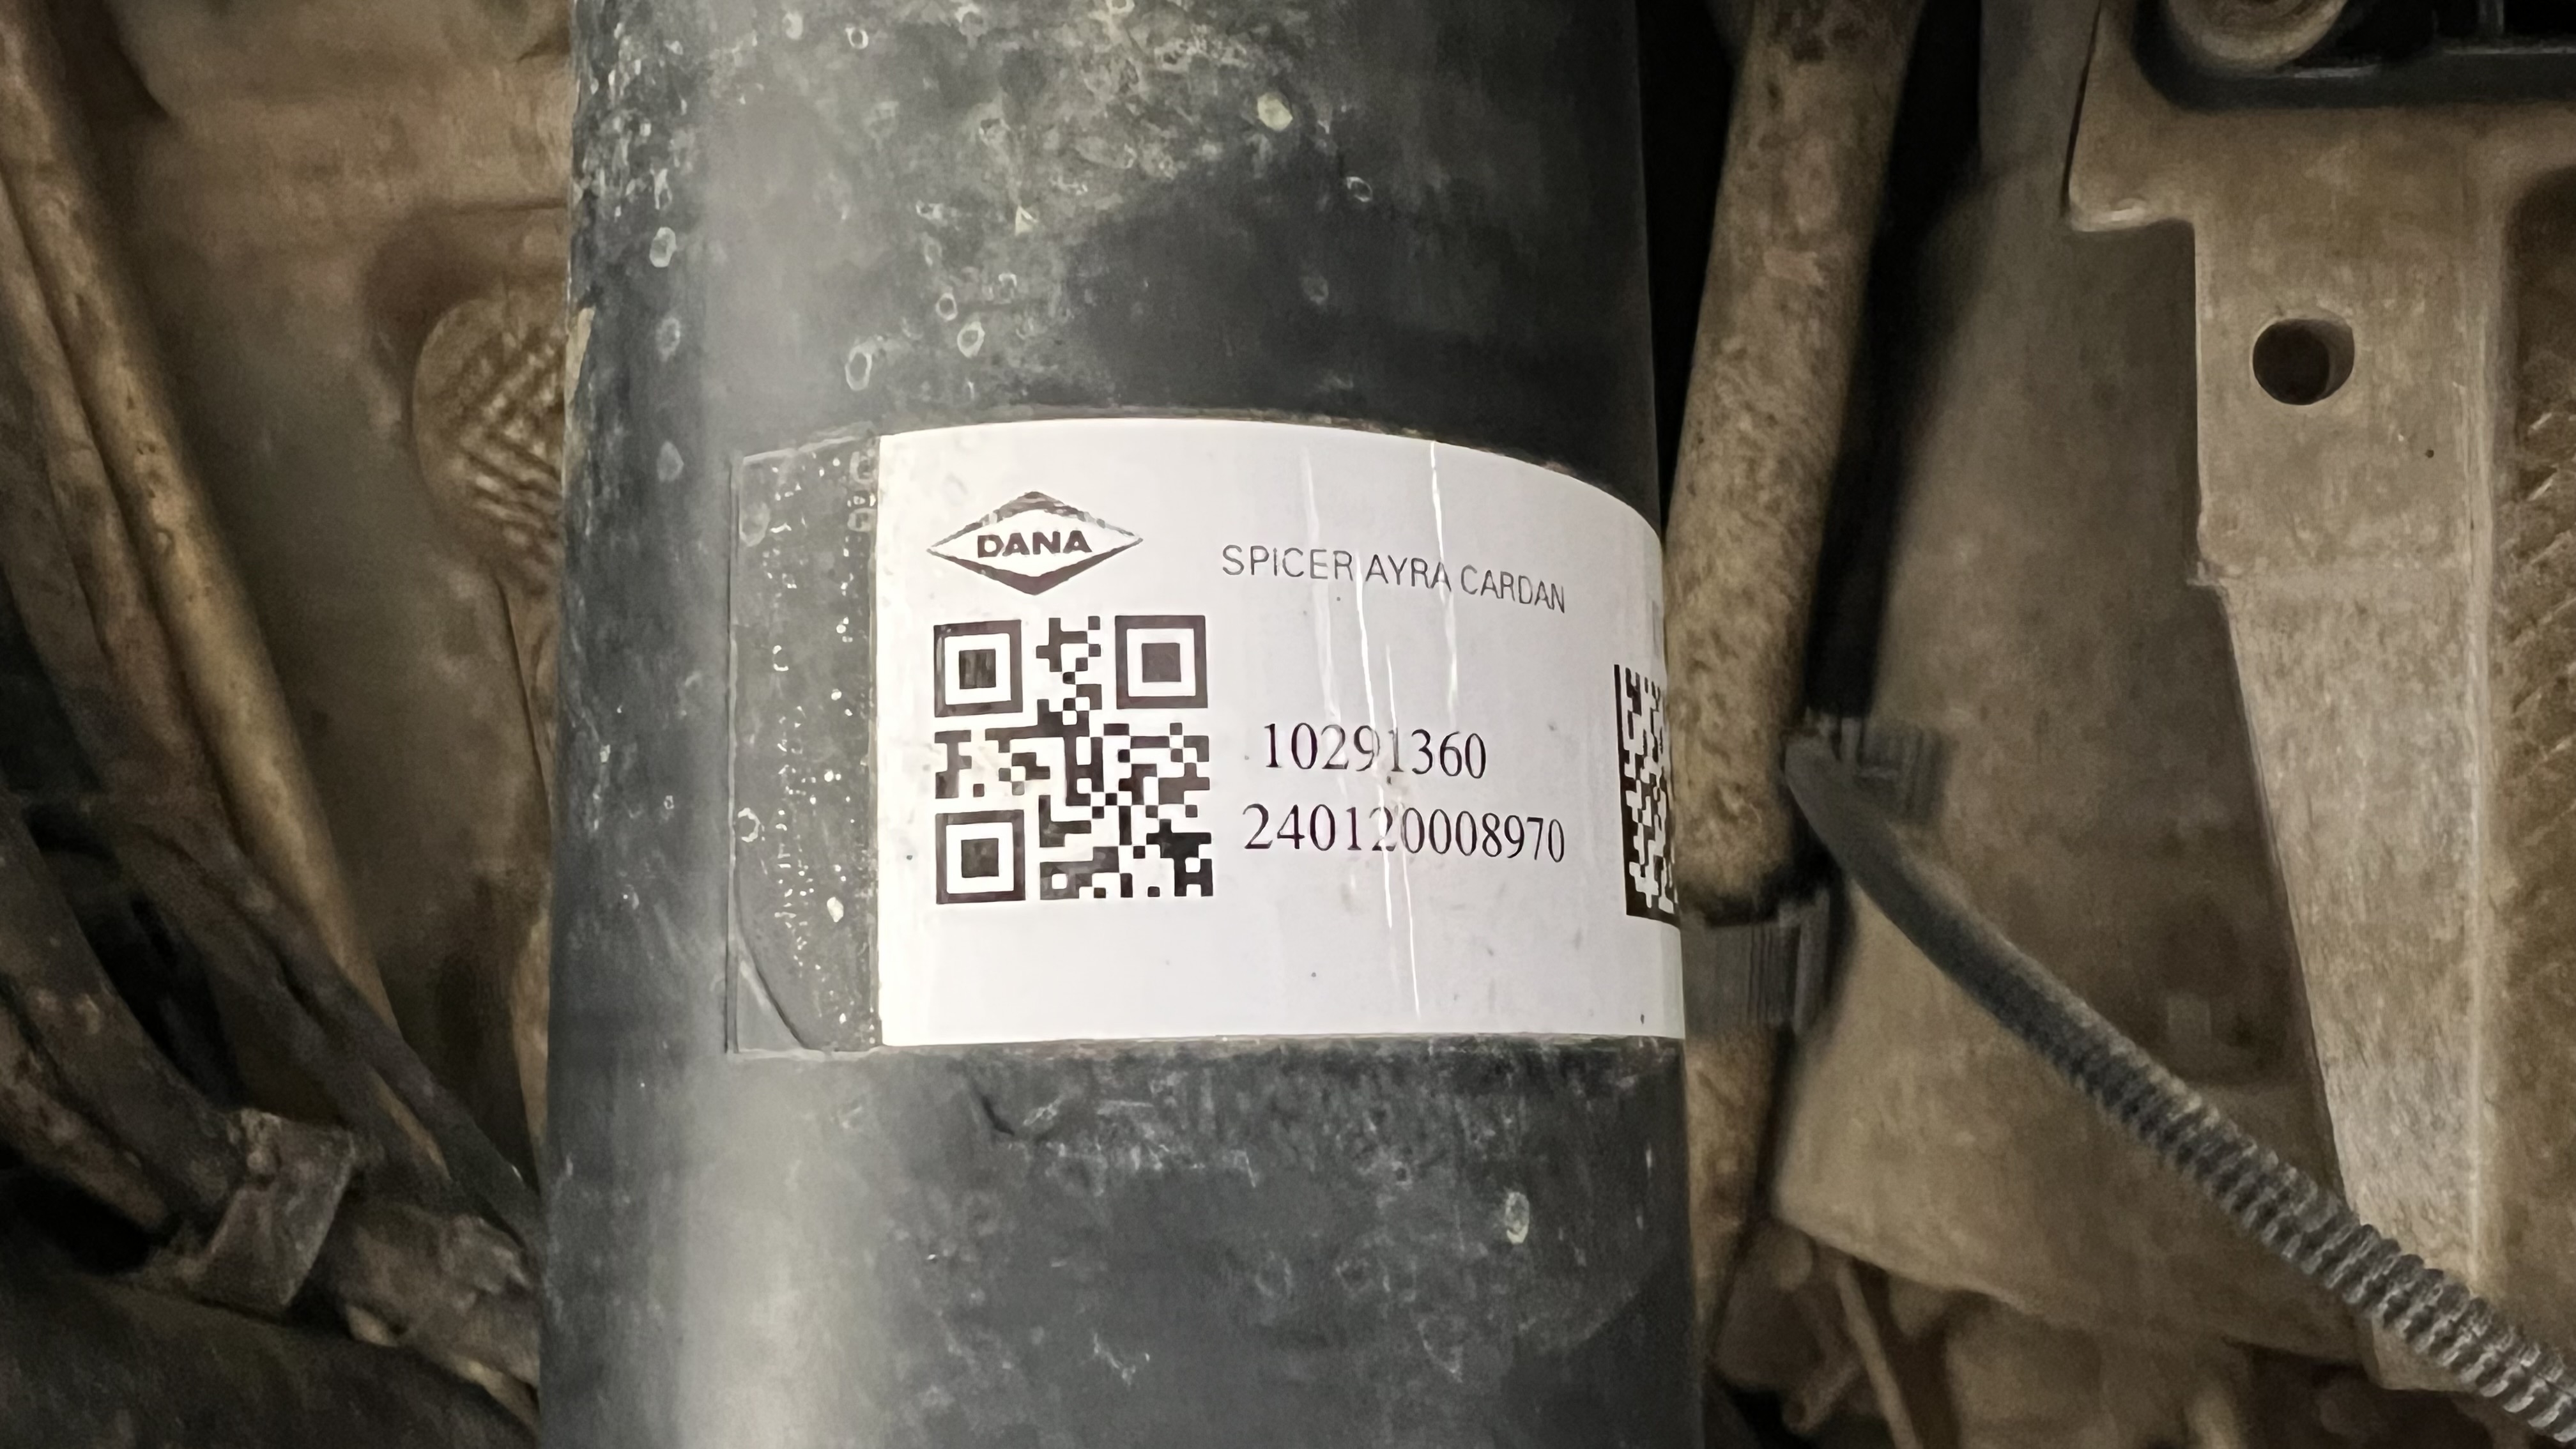 DANA
SPICER AYRA CARDAN
10291360
240120008970